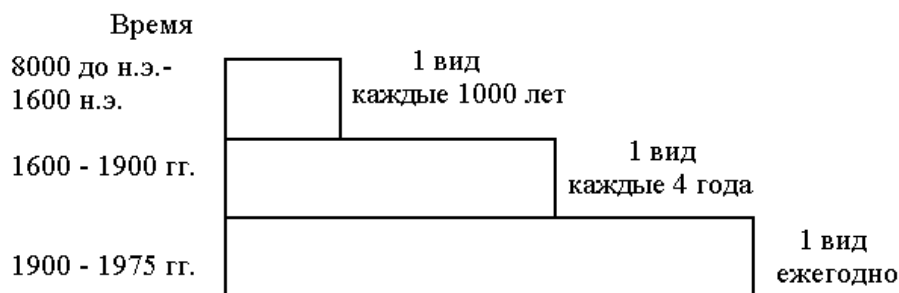 Время
8000 до н.э.-
1600 н.э.
1 вид
каждые 1000 лет
1600 - 1900 гг.
1 вид
каждые 4 года
1900 - 1975 гг.
1 вид
ежегодно